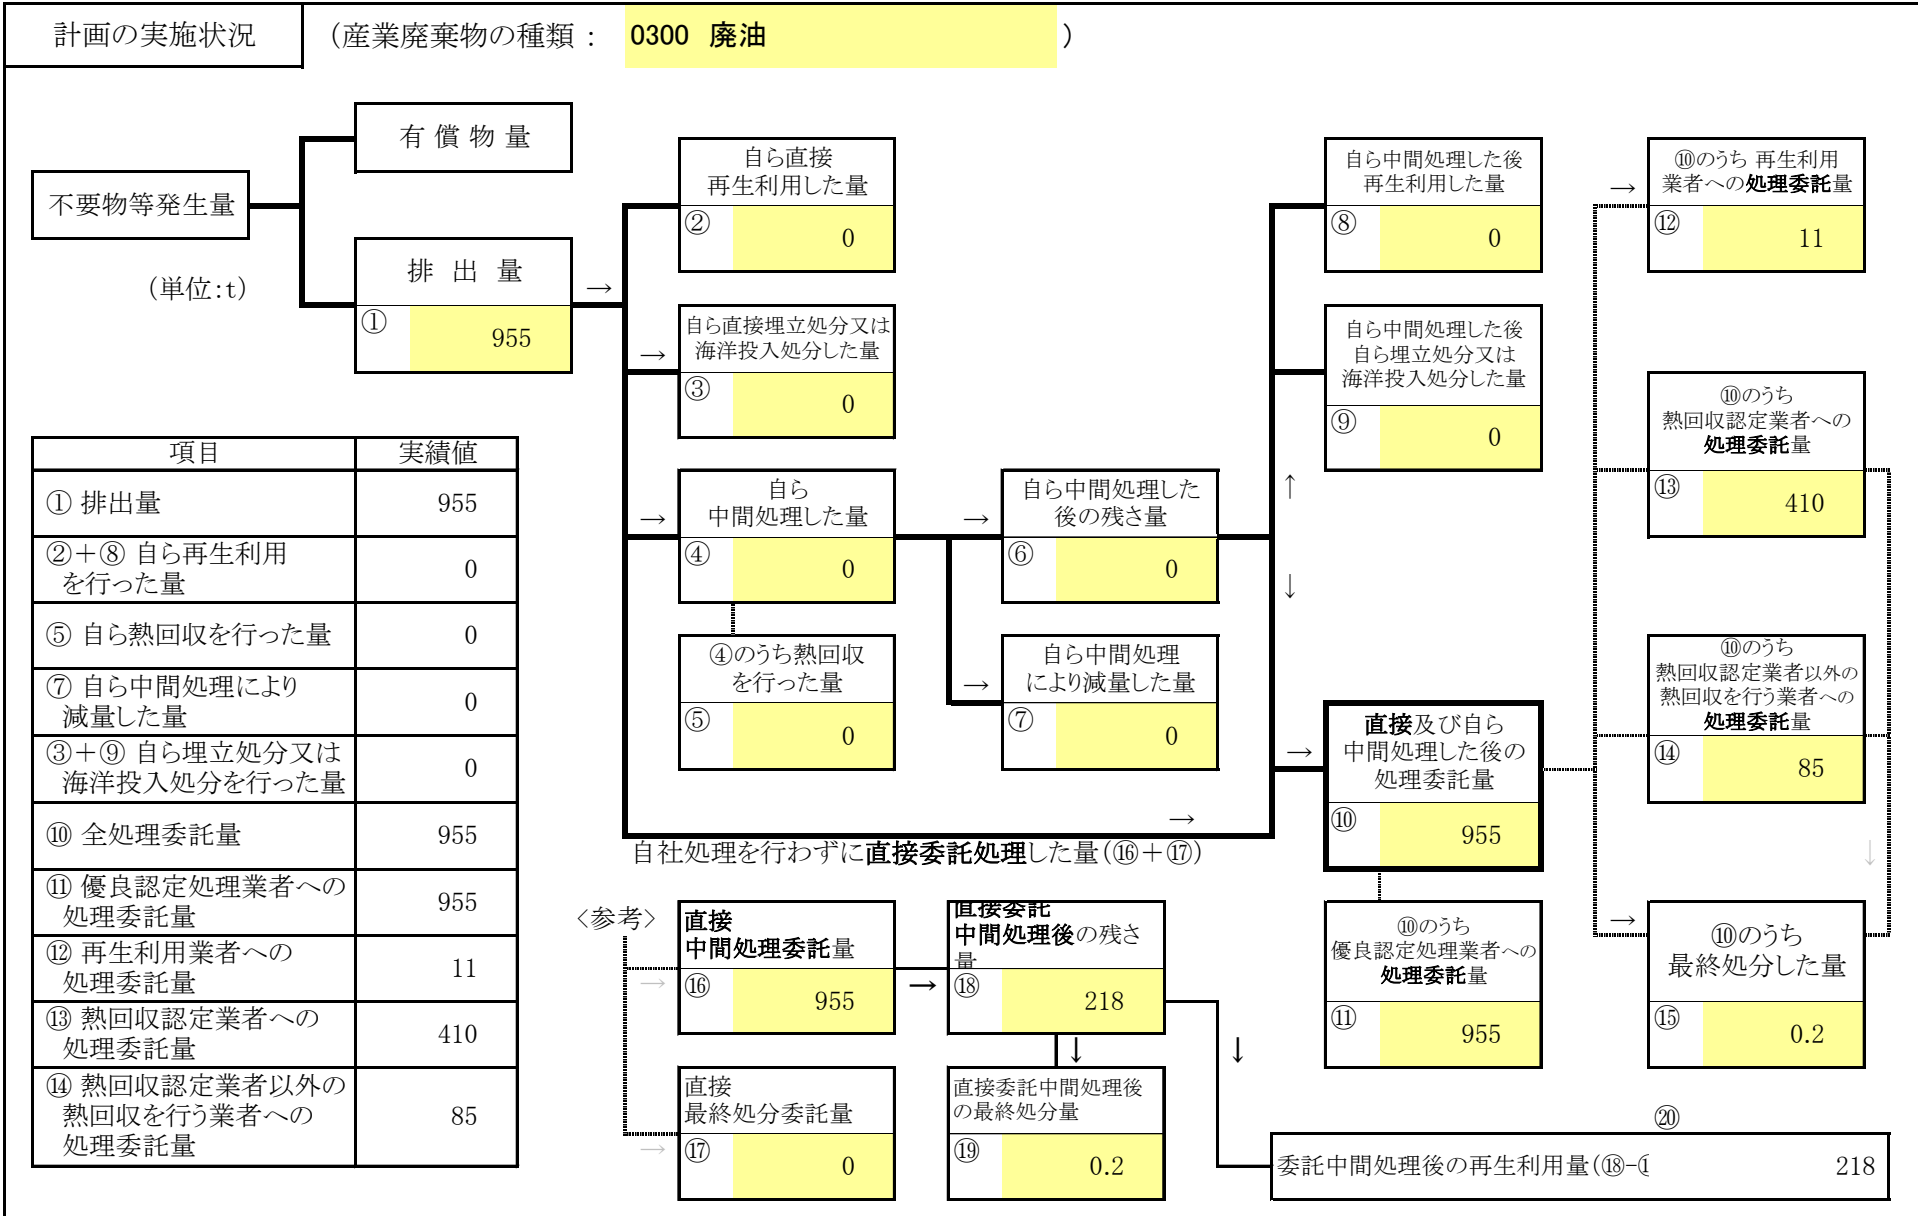 計画の実施状況
（産業廃棄物の種類： 0300 廃油 ）
有 償 物 量
不要物等発生量
（単位:t）
排 出 量
①
955
→
自ら直接
再生利用した量
②
0
→
自ら直接埋立処分又は
海洋投入処分した量
③
0
→
自ら
中間処理した量
④
0
④のうち熱回収
を行った量
⑤
0
→
自ら中間処理した
後の残さ量
⑥
0
→
自ら中間処理
により減量した量
⑦
0
↑
↓
自ら中間処理した後
再生利用した量
⑧
0
自ら中間処理した後
自ら埋立処分又は
海洋投入処分した量
⑨
0
→
直接及び自ら
中間処理した後の
処理委託量
⑩
955
→
自社処理を行わずに直接委託処理した量（⑯＋⑰）
⑩のうち
優良認定処理業者への
処理委託量
⑪
955
→
⑩のうち 再生利用
業者への処理委託量
⑫
11
⑩のうち
熱回収認定業者への
処理委託量
⑬
410
⑩のうち
熱回収認定業者以外の
熱回収を行う業者への
処理委託量
⑭
85
↓
→
⑩のうち
最終処分した量
⑮
0.2
項目 実績値
① 排出量 955
②＋⑧ 自ら再生利用
を行った量 0
⑤ 自ら熱回収を行った量 0
⑦ 自ら中間処理により
減量した量 0
③＋⑨ 自ら埋立処分又は
海洋投入処分を行った量 0
⑩ 全処理委託量 955
⑪ 優良認定処理業者への
処理委託量 955
⑫ 再生利用業者への
処理委託量 11
⑬ 熱回収認定業者への
処理委託量 410
⑭ 熱回収認定業者以外の
熱回収を行う業者への
処理委託量 85
〈参考〉
→
直接
中間処理委託量
⑯
955
→
直接委託
中間処理後の残さ
量
⑱
218
↓
↓
→
直接
最終処分委託量
⑰
0
直接委託中間処理後
の最終処分量
⑲
0.2
⑳
委託中間処理後の再生利用量（⑱-
218